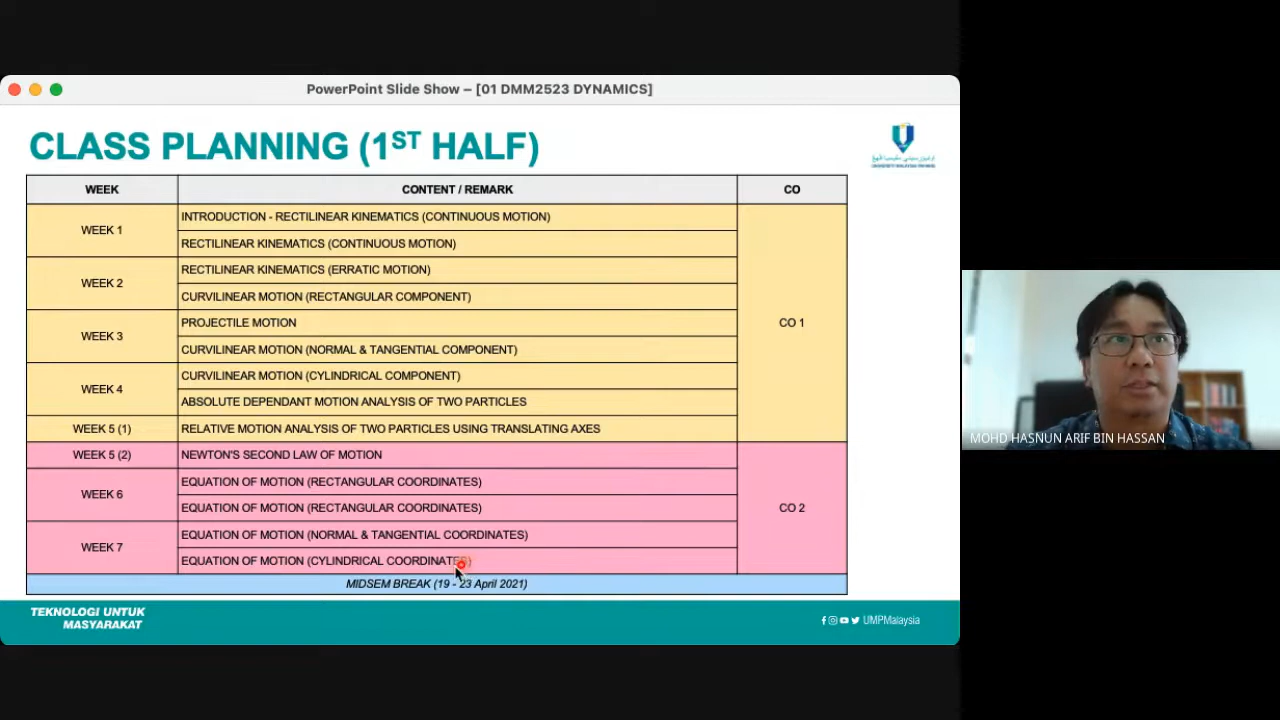 PowerPoint Slide Show – [01 DMM2523 DYNAMICS]
CLASS PLANNING (1ST HALF)
WEEK CONTENT / REMARK CO
WEEK 1
INTRODUCTION - RECTILINEAR KINEMATICS (CONTINUOUS MOTION)
RECTILINEAR KINEMATICS (CONTINUOUS MOTION)
WEEK 2
RECTILINEAR KINEMATICS (ERRATIC MOTION)
CURVILINEAR MOTION (RECTANGULAR COMPONENT)
WEEK 3
PROJECTILE MOTION
CURVILINEAR MOTION (NORMAL & TANGENTIAL COMPONENT)
WEEK 4
CURVILINEAR MOTION (CYLINDRICAL COMPONENT)
ABSOLUTE DEPENDANT MOTION ANALYSIS OF TWO PARTICLES
WEEK 5 (1) RELATIVE MOTION ANALYSIS OF TWO PARTICLES USING TRANSLATING AXES
CO 1
WEEK 5 (2) NEWTON'S SECOND LAW OF MOTION
WEEK 6
EQUATION OF MOTION (RECTANGULAR COORDINATES)
EQUATION OF MOTION (RECTANGULAR COORDINATES)
WEEK 7
EQUATION OF MOTION (NORMAL & TANGENTIAL COORDINATES)
EQUATION OF MOTION (CYLINDRICAL COORDINATES)
CO 2
MIDSEM BREAK (19 - 23 April 2021)
TEKNOLOGI UNTUK
MASYARAKAT
UMPMalaysia
MOHD HASNUN ARIF BIN HASSAN